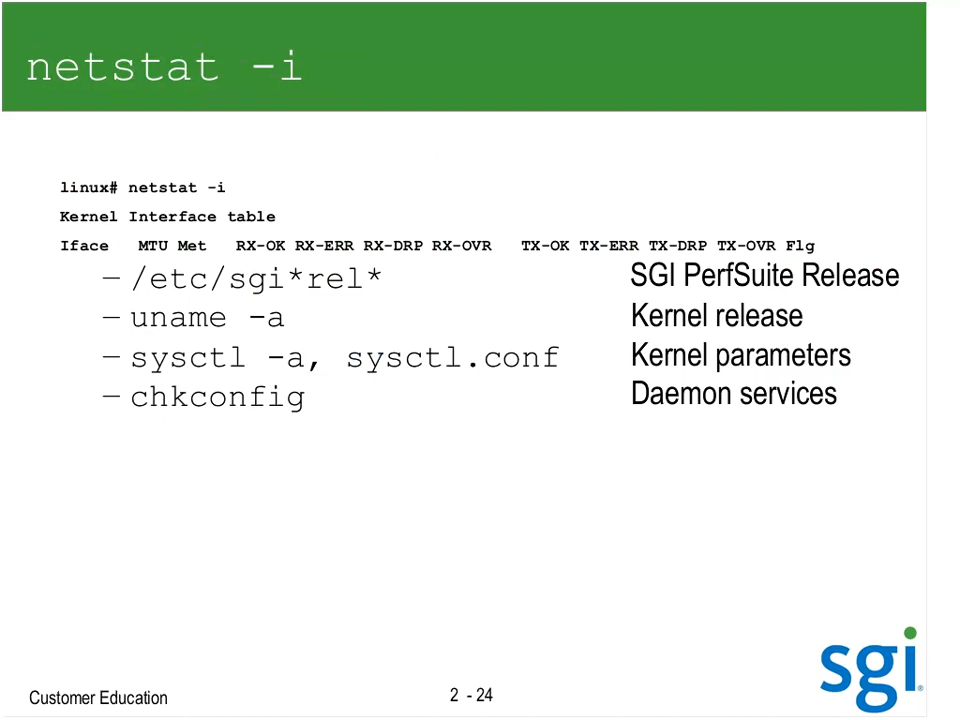 netstat -i
linux# netstat -i
Kernel Interface table
Iface MTU Met RX-OK RX-ERR RX-DRP RX-OVR TX-OK TX-ERR TX-DRP TX-OVR Flg
– /etc/sgi*rel* SGI PerfSuite Release
– uname -a Kernel release
– sysctl -a, sysctl.conf Kernel parameters
– chkconfig Daemon services
Customer Education 2 - 24 sgi®